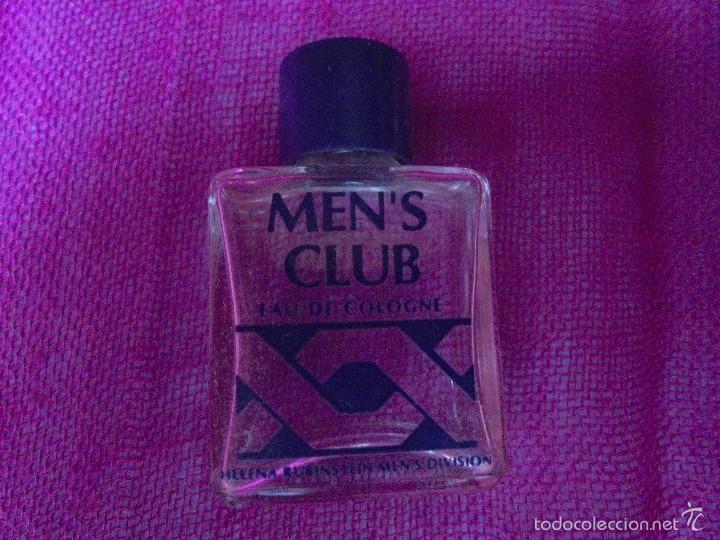 MEN'S
CLUB
EAU DE COLOGNE
HELENA RUBINSTEIN MEN'S DIVISION
todocoleccion.net